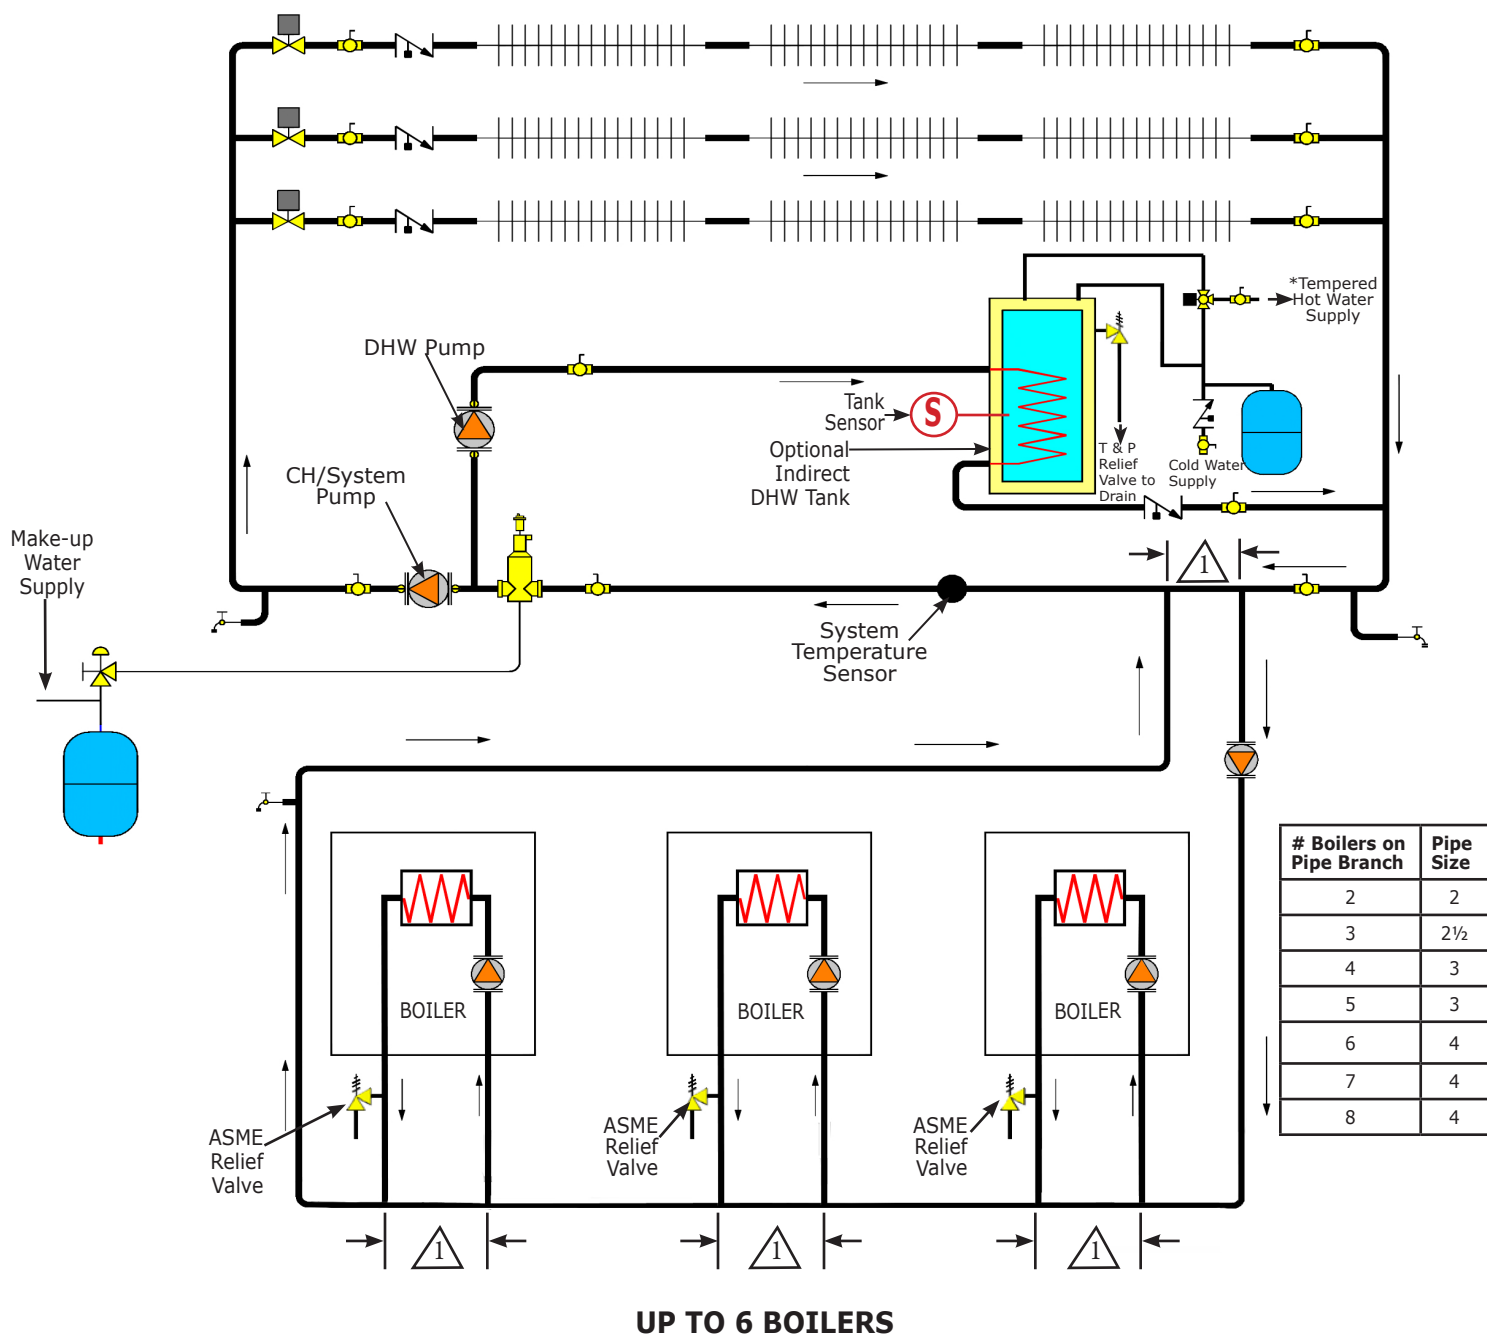 *Tempered
Hot Water
Supply
DHW Pump
Tank
Sensor
S
Optional
Indirect
DHW Tank
T & P
Relief
Valve to
Drain
Cold Water
Supply
CH/System
Pump
Make-up
Water
Supply
1
System
Temperature
Sensor
# Boilers on
Pipe Branch
Pipe
Size
2 2
3 2½
4 3
5 3
6 4
7 4
8 4
BOILER
BOILER
BOILER
ASME
Relief
Valve
ASME
Relief
Valve
ASME
Relief
Valve
1
1
1
UP TO 6 BOILERS